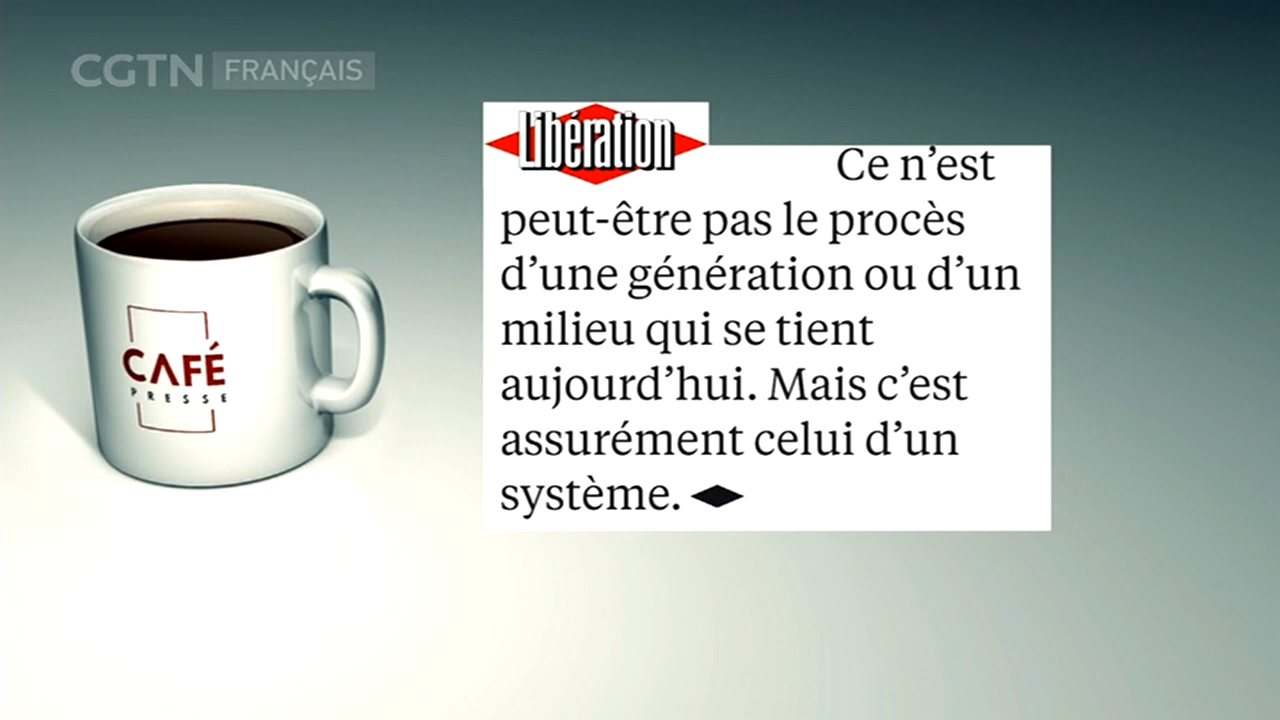 CGTN FRANÇAIS
Libération
Ce n’est
peut-être pas le procès
d’une génération ou d’un
milieu qui se tient
aujourd’hui. Mais c’est
assurément celui d’un
système.
CAFÉ
PRESSE